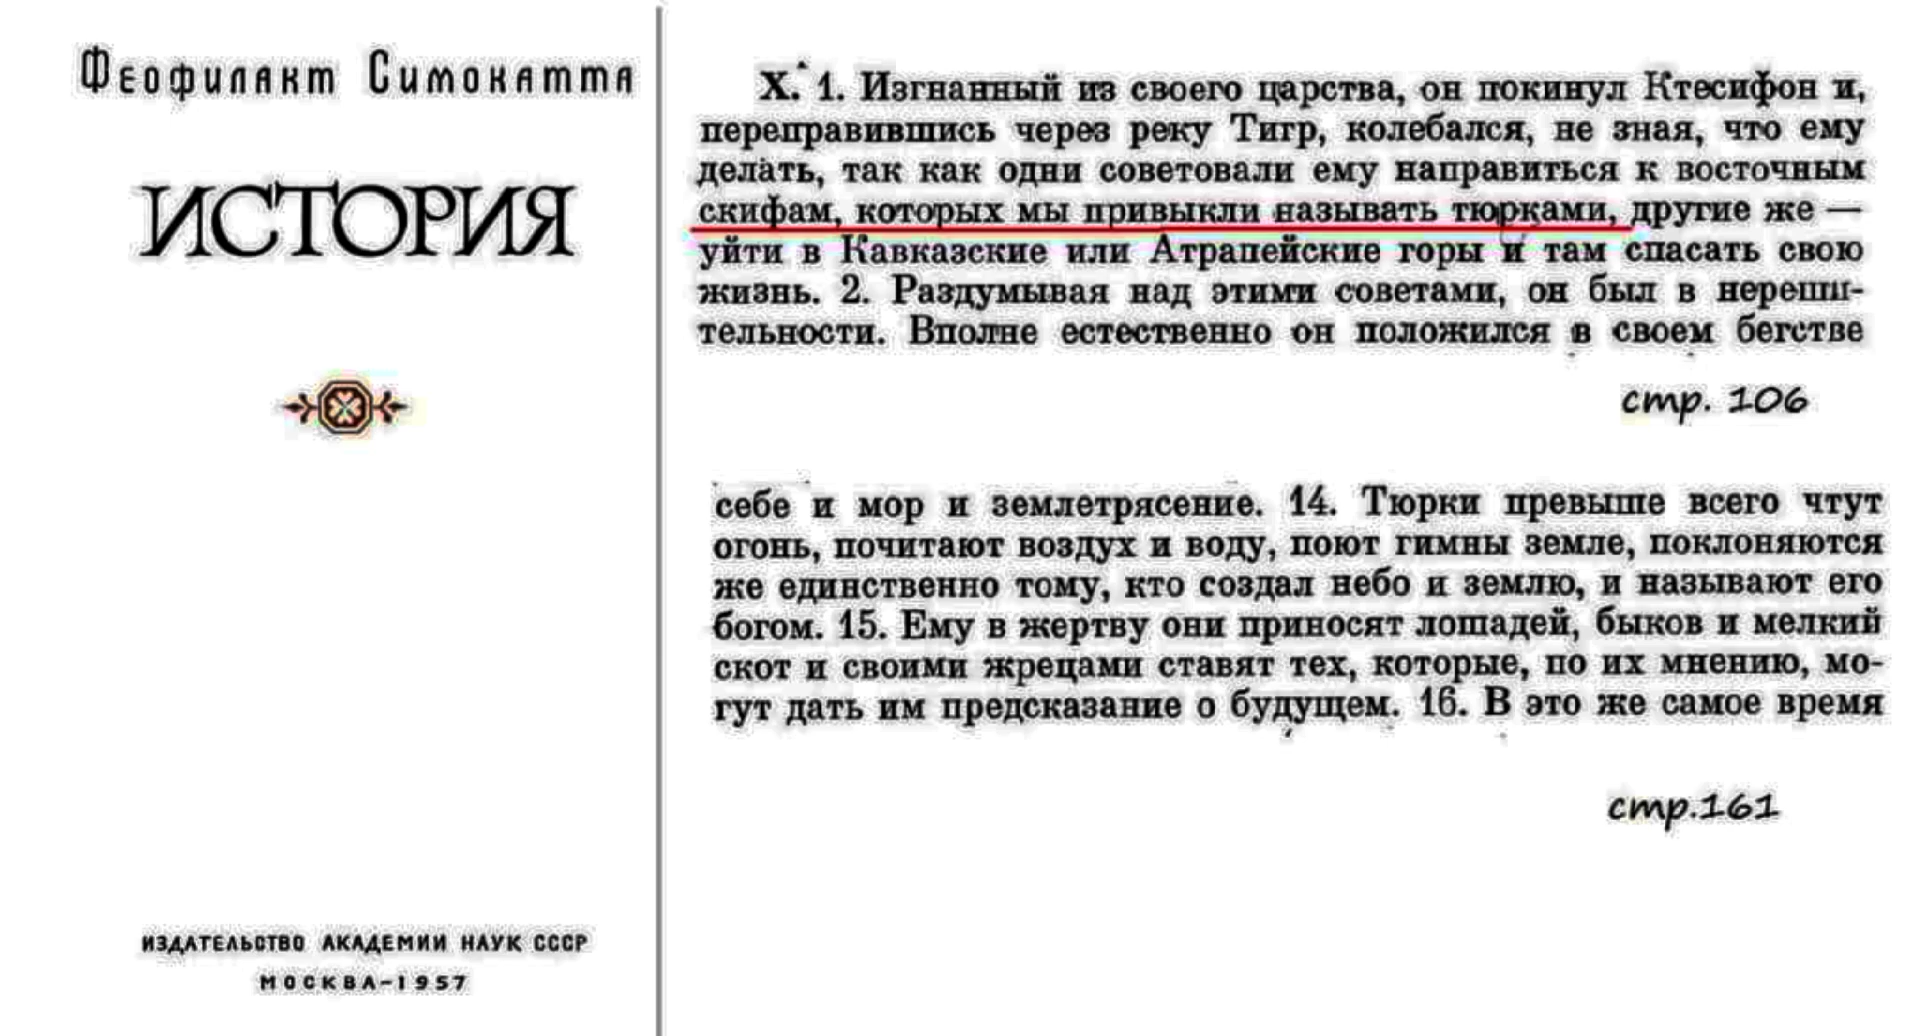 Феофилакт Симокатта
ИСТОРИЯ
ИЗДАТЕЛЬСТВО АКАДЕМИИ НАУК СССР
МОСКВА-1957
X. 1. Изгнанный из своего царства, он покинул Ктесифон и,
переправившись через реку Тигр, колебался, не зная, что ему
делать, так как одни советовали ему направиться к восточным
скифам, которых мы привыкли называть тюрками, другие же —
уйти в Кавказские или Атрапейские горы и там спасать свою
жизнь. 2. Раздумывая над этими советами, он был в нереши-
тельности. Вполне естественно он положился в своем бегстве
стр. 106
себе и мор и землетрясение. 14. Тюрки превыше всего чтут
огонь, почитают воздух и воду, поют гимны земле, поклоняются
же единственно тому, кто создал небо и землю, и называют его
богом. 15. Ему в жертву они приносят лошадей, быков и мелкий
скот и своими жрецами ставят тех, которые, по их мнению, мо-
гут дать им предсказание о будущем. 16. В это же самое время
стр.161